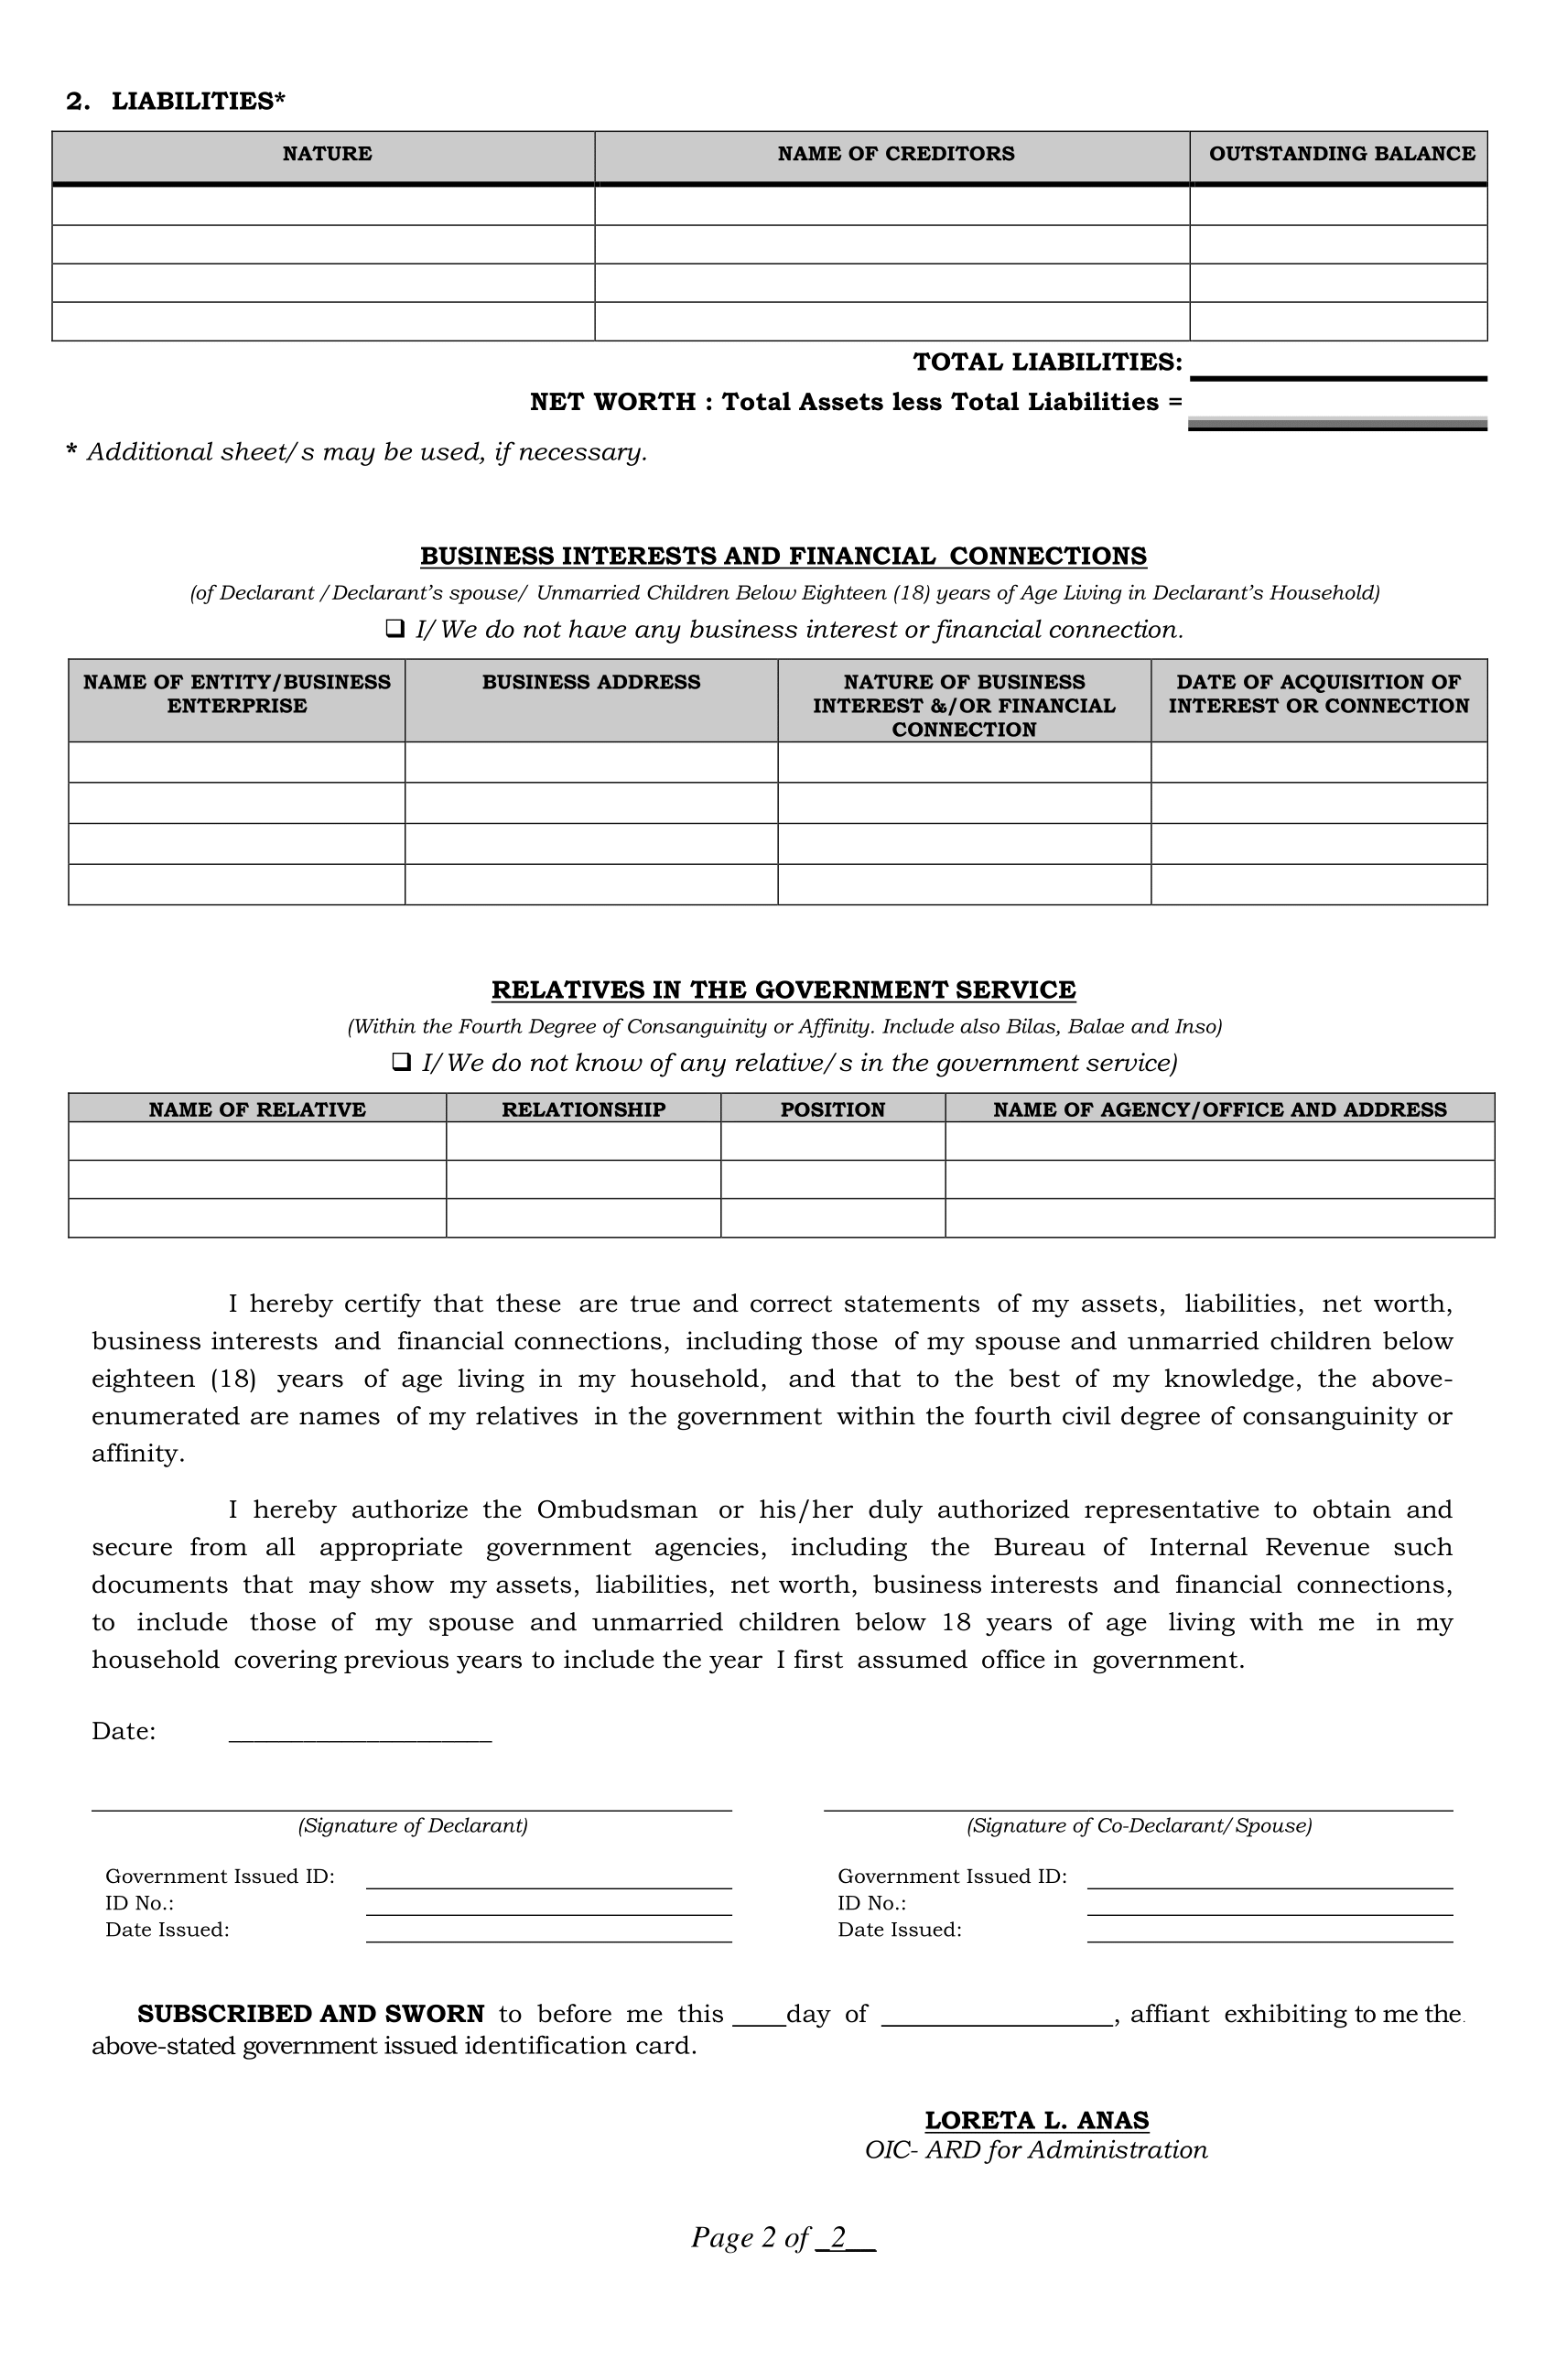 2. LIABILITIES*
NATURE NAME OF CREDITORS OUTSTANDING BALANCE
TOTAL LIABILITIES:
NET WORTH : Total Assets less Total Liabilities =
* Additional sheet/s may be used, if necessary.
BUSINESS INTERESTS AND FINANCIAL CONNECTIONS
(of Declarant /Declarant’s spouse/ Unmarried Children Below Eighteen (18) years of Age Living in Declarant’s Household)
❑ I/We do not have any business interest or financial connection.
NAME OF ENTITY/BUSINESS ENTERPRISE
BUSINESS ADDRESS
NATURE OF BUSINESS INTEREST &/OR FINANCIAL CONNECTION
DATE OF ACQUISITION OF INTEREST OR CONNECTION
RELATIVES IN THE GOVERNMENT SERVICE
(Within the Fourth Degree of Consanguinity or Affinity. Include also Bilas, Balae and Inso)
❑ I/We do not know of any relative/s in the government service)
NAME OF RELATIVE RELATIONSHIP POSITION NAME OF AGENCY/OFFICE AND ADDRESS
I hereby certify that these are true and correct statements of my assets, liabilities, net worth,
business interests and financial connections, including those of my spouse and unmarried children below
eighteen (18) years of age living in my household, and that to the best of my knowledge, the above-
enumerated are names of my relatives in the government within the fourth civil degree of consanguinity or
affinity.
I hereby authorize the Ombudsman or his/her duly authorized representative to obtain and
secure from all appropriate government agencies, including the Bureau of Internal Revenue such
documents that may show my assets, liabilities, net worth, business interests and financial connections,
to include those of my spouse and unmarried children below 18 years of age living with me in my
household covering previous years to include the year I first assumed office in government.
Date: _____________________
(Signature of Declarant) (Signature of Co-Declarant/Spouse)
Government Issued ID: Government Issued ID:
ID No.: ID No.:
Date Issued: Date Issued:
SUBSCRIBED AND SWORN to before me this ____day of _________________, affiant exhibiting to me the.
above-stated government issued identification card.
LORETA L. ANAS
OIC- ARD for Administration
Page 2 of _2__